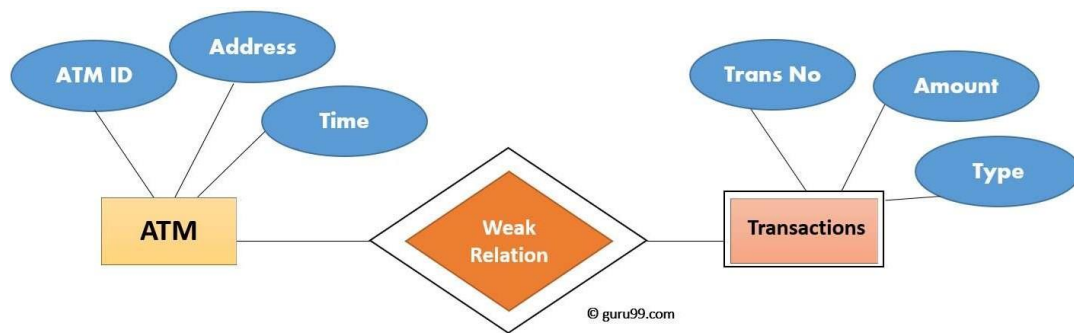 Address
ATM ID
Time
Trans No
Amount
Type
ATM
Weak
Relation
Transactions
© guru99.com